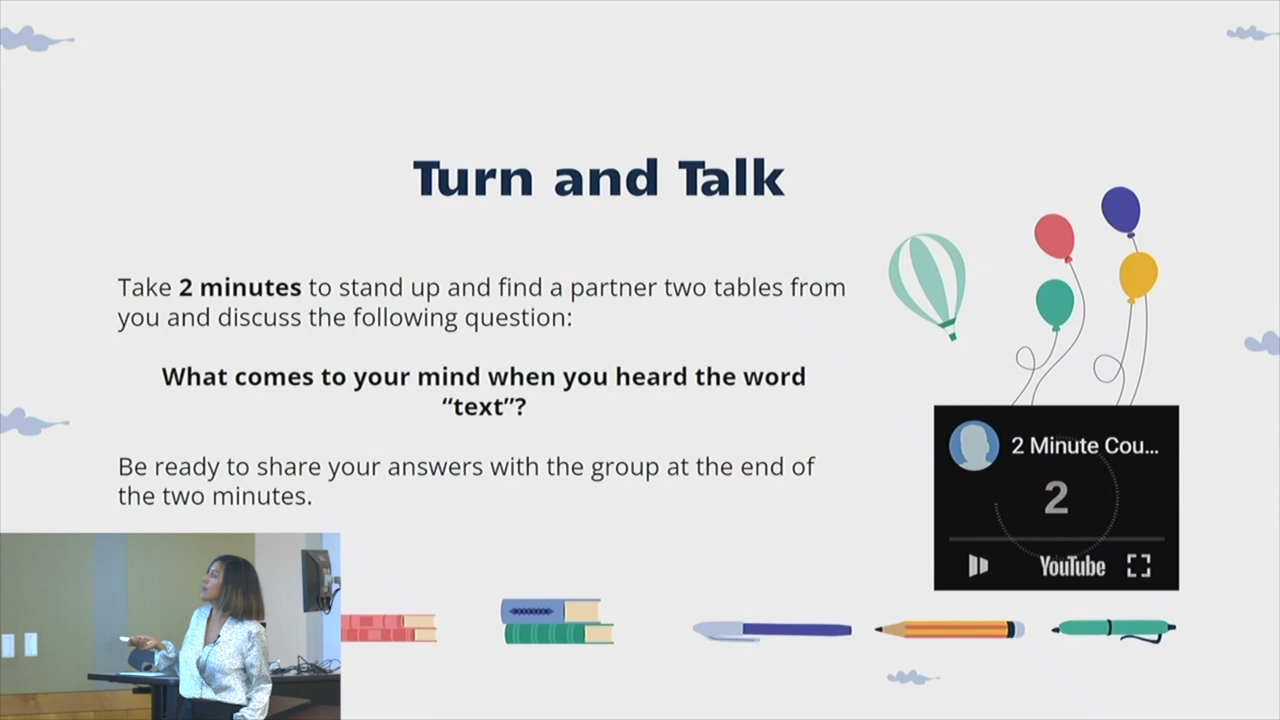 Turn and Talk
Take 2 minutes to stand up and find a partner two tables from
you and discuss the following question:
What comes to your mind when you heard the word
“text”?
Be ready to share your answers with the group at the end of
the two minutes.
2 Minute Cou...
2
YouTube